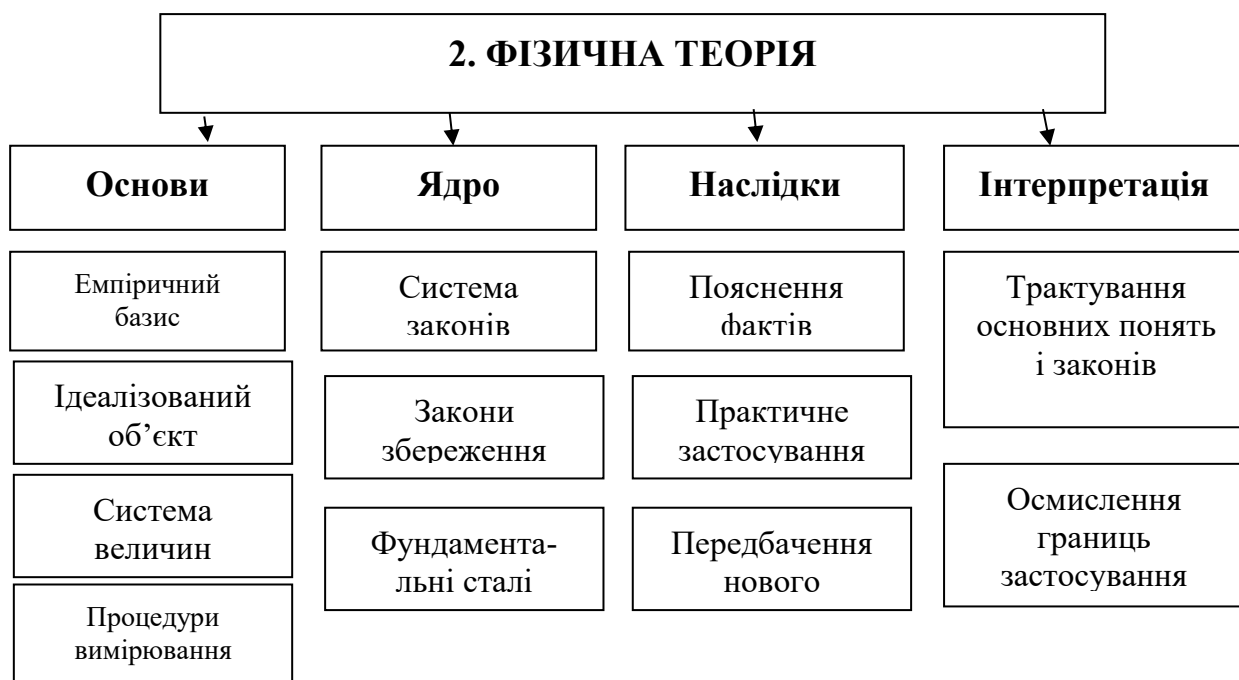 2. ФІЗИЧНА ТЕОРІЯ
Основи
Ядро
Наслідки
Інтерпретація
Емпіричний
базис
Ідеалізований
об’єкт
Система
величин
Процедури
вимірювання
Система
законів
Закони
збереження
Фундамента-
льні сталі
Пояснення
фактів
Практичне
застосування
Передбачення
нового
Трактування
основних понять
і законів
Осмислення
границь
застосування